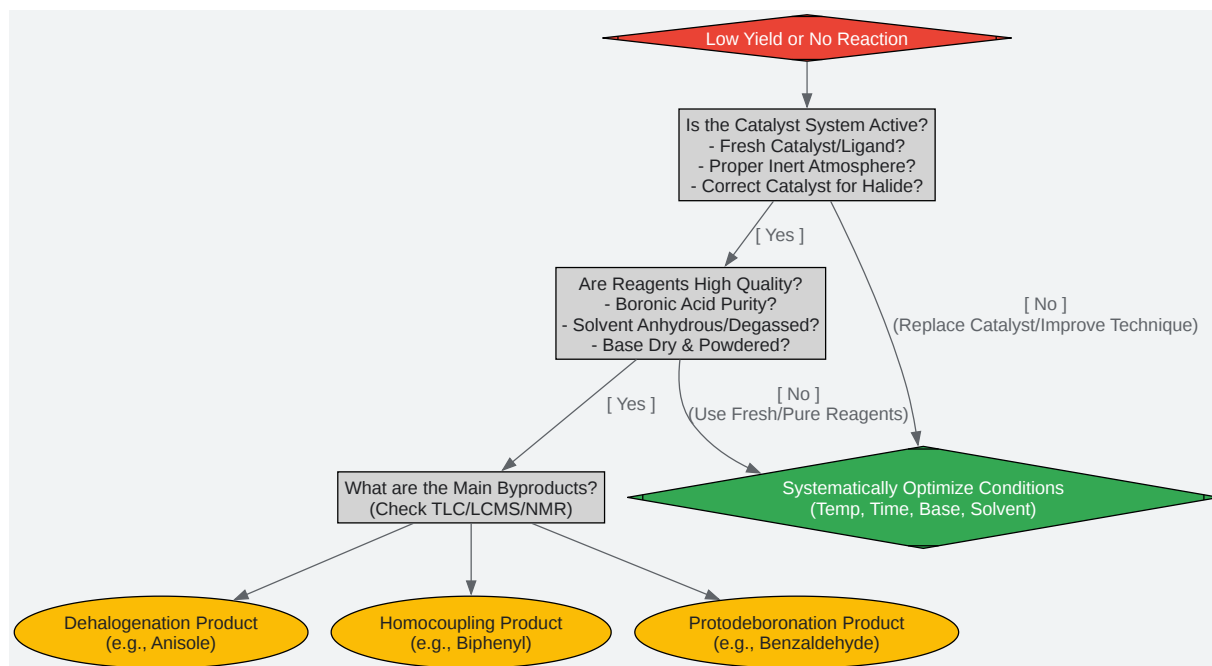 Low Yield or No Reaction
Is the Catalyst System Active?
- Fresh Catalyst/Ligand?
- Proper Inert Atmosphere?
- Correct Catalyst for Halide?
[ Yes ]
Are Reagents High Quality?
- Boronic Acid Purity?
- Solvent Anhydrous/Degassed?
- Base Dry & Powdered?
[ No ]
(Replace Catalyst/Improve Technique)
[ Yes ]
[ No ]
(Use Fresh/Pure Reagents)
What are the Main Byproducts?
(Check TLC/LCMS/NMR)
Systematically Optimize Conditions
(Temp, Time, Base, Solvent)
Dehalogenation Product
(e.g., Anisole)
Homocoupling Product
(e.g., Biphenyl)
Protodeboronation Product
(e.g., Benzaldehyde)